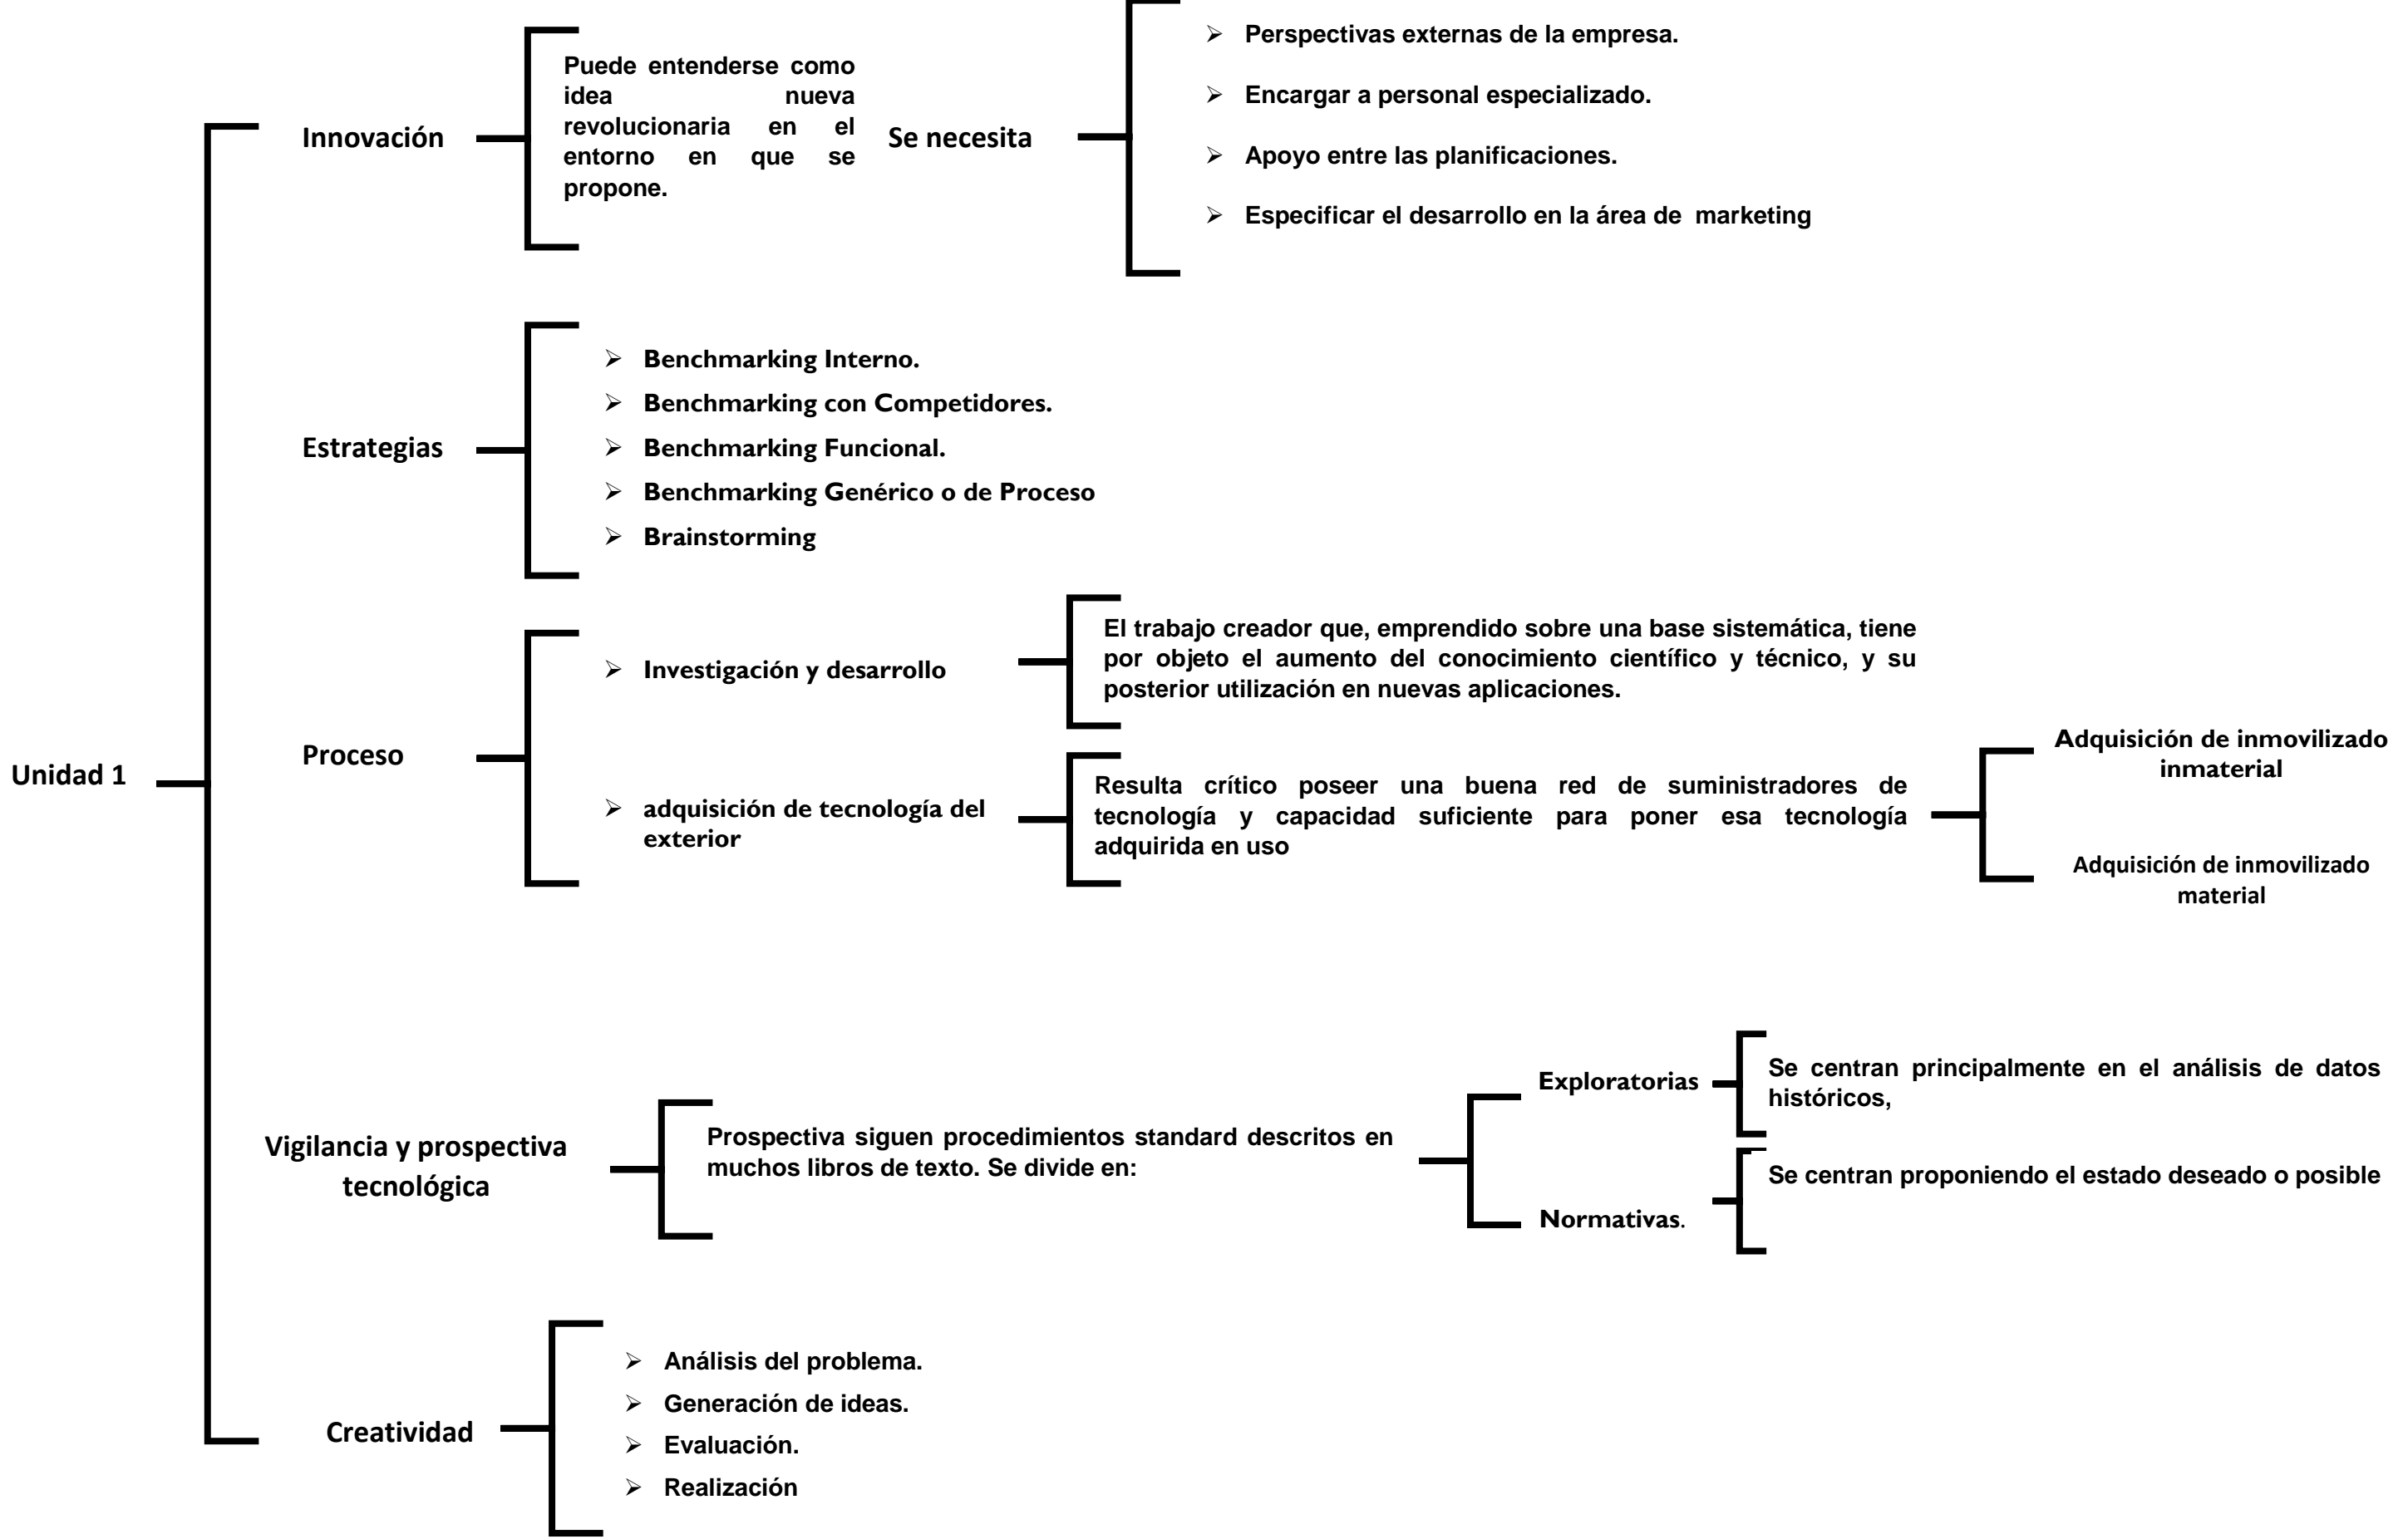 Unidad 1
Innovación
Puede entenderse como
idea nueva
revolucionaria en el
entorno en que se
propone.
Se necesita
➢ Perspectivas externas de la empresa.
➢ Encargar a personal especializado.
➢ Apoyo entre las planificaciones.
➢ Especificar el desarrollo en la área de marketing
Estrategias
➢ Benchmarking Interno.
➢ Benchmarking con Competidores.
➢ Benchmarking Funcional.
➢ Benchmarking Genérico o de Proceso
➢ Brainstorming
Proceso
➢ Investigación y desarrollo
El trabajo creador que, emprendido sobre una base sistemática, tiene
por objeto el aumento del conocimiento científico y técnico, y su
posterior utilización en nuevas aplicaciones.
➢ adquisición de tecnología del
exterior
Resulta crítico poseer una buena red de suministradores de
tecnología y capacidad suficiente para poner esa tecnología
adquirida en uso
Adquisición de inmovilizado
inmaterial
Adquisición de inmovilizado
material
Vigilancia y prospectiva
tecnológica
Prospectiva siguen procedimientos standard descritos en
muchos libros de texto. Se divide en:
Exploratorias
Se centran principalmente en el análisis de datos
históricos,
Normativas.
Se centran proponiendo el estado deseado o posible
Creatividad
➢ Análisis del problema.
➢ Generación de ideas.
➢ Evaluación.
➢ Realización